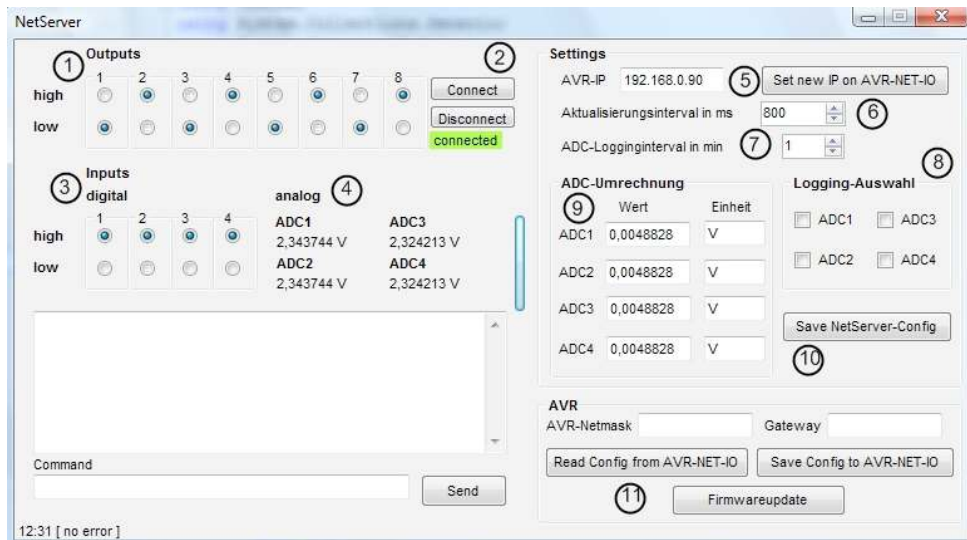 NetServer
Outputs
1
2
1 2 3 4 5 6 7 8
high
low
Connect
Disconnect
connected
Inputs
3
digital
analog
4
1 2 3 4
high
low
ADC1
2,343744 V
ADC3
2,324213 V
ADC2
2,343744 V
ADC4
2,324213 V
Command
Send
12:31 [ no error ]
Settings
AVR-IP 192.168.0.90
5
Set new IP on AVR-NET-IO
Aktualisierungsinterval in ms 800
6
ADC-Logginginterval in min
7
1
8
ADC-Umrechnung
9
Wert Einheit
ADC1 0,0048828 V
ADC2 0,0048828 V
ADC3 0,0048828 V
ADC4 0,0048828 V
Logging-Auswahl
ADC1 ADC3
ADC2 ADC4
Save NetServer-Config
10
AVR
AVR-Netmask
Gateway
Read Config from AVR-NET-IO
Save Config to AVR-NET-IO
11
Firmwareupdate